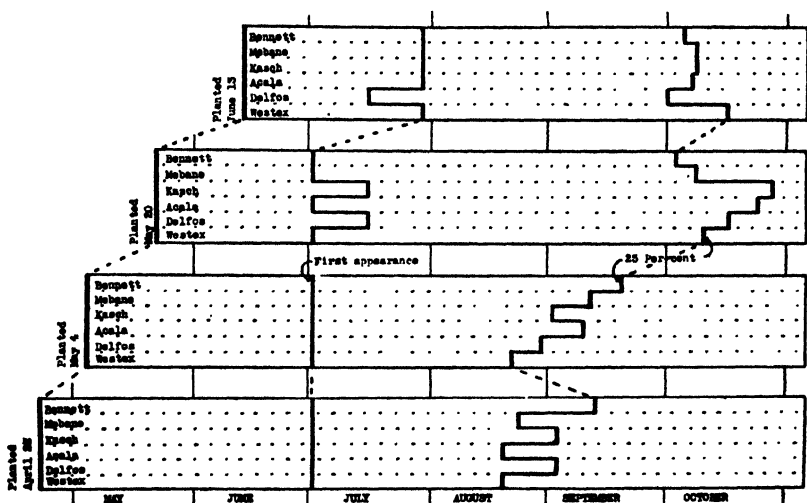 Planted
June 13
Bennett
Mebane
Kasch
Acala
Delfos
Westex
Planted
May 20
Bennett
Mebane
Kasch
Acala
Delfos
Westex
First appearance
25 Percent
Planted
May 4
Bennett
Mebane
Kasch
Acala
Delfos
Westex
Planted
April
Bennett
Mebane
Kasch
Acala
Delfos
Westex
MAY
JUNE
JULY
AUGUST
SEPTEMBER
OCTOBER